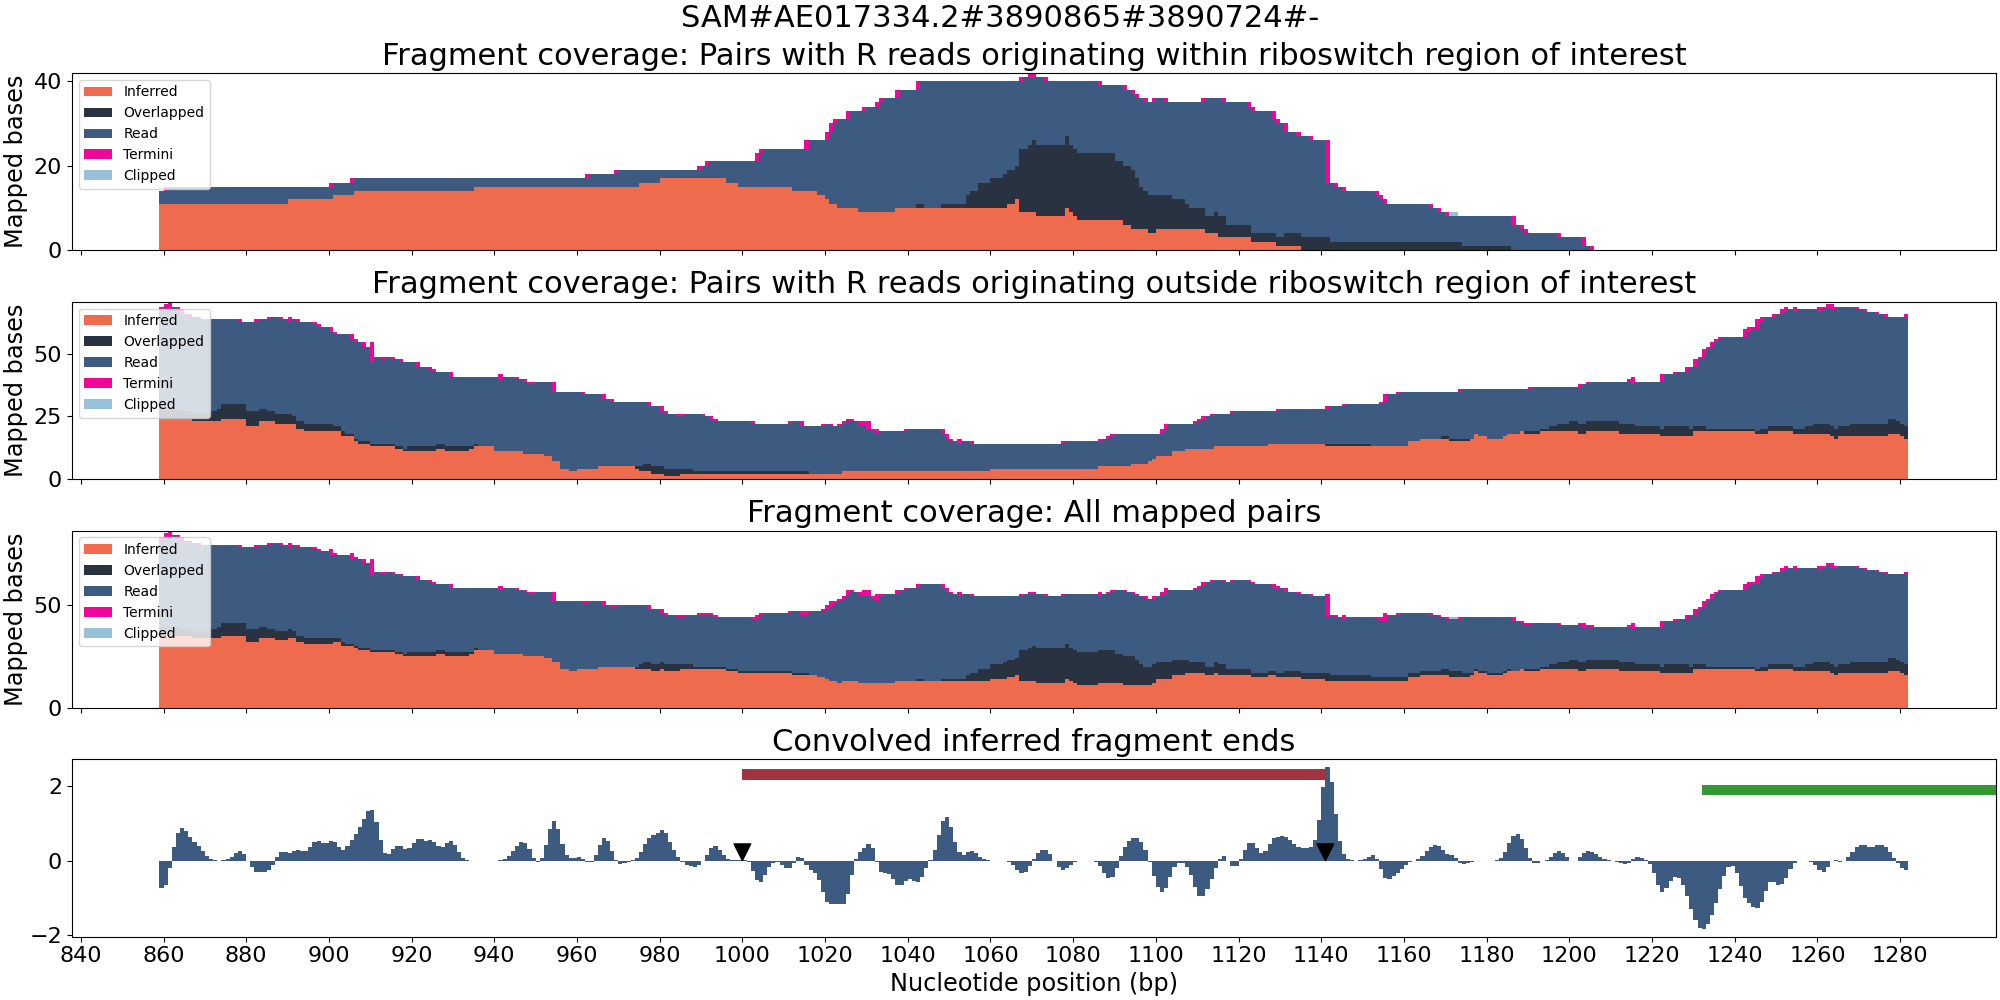 SAM#AE017334.2#3890865#3890724#-
Fragment coverage: Pairs with R reads originating within riboswitch region of interest
Mapped bases
40
20
0
Inferred
Overlapped
Read
Termini
Clipped
Fragment coverage: Pairs with R reads originating outside riboswitch region of interest
Mapped bases
50
25
0
Inferred
Overlapped
Read
Termini
Clipped
Fragment coverage: All mapped pairs
Mapped bases
50
0
Inferred
Overlapped
Read
Termini
Clipped
Convolved inferred fragment ends
2
0
−2
840 860 880 900 920 940 960 980 1000 1020 1040 1060 1080 1100 1120 1140 1160 1180 1200 1220 1240 1260 1280
Nucleotide position (bp)